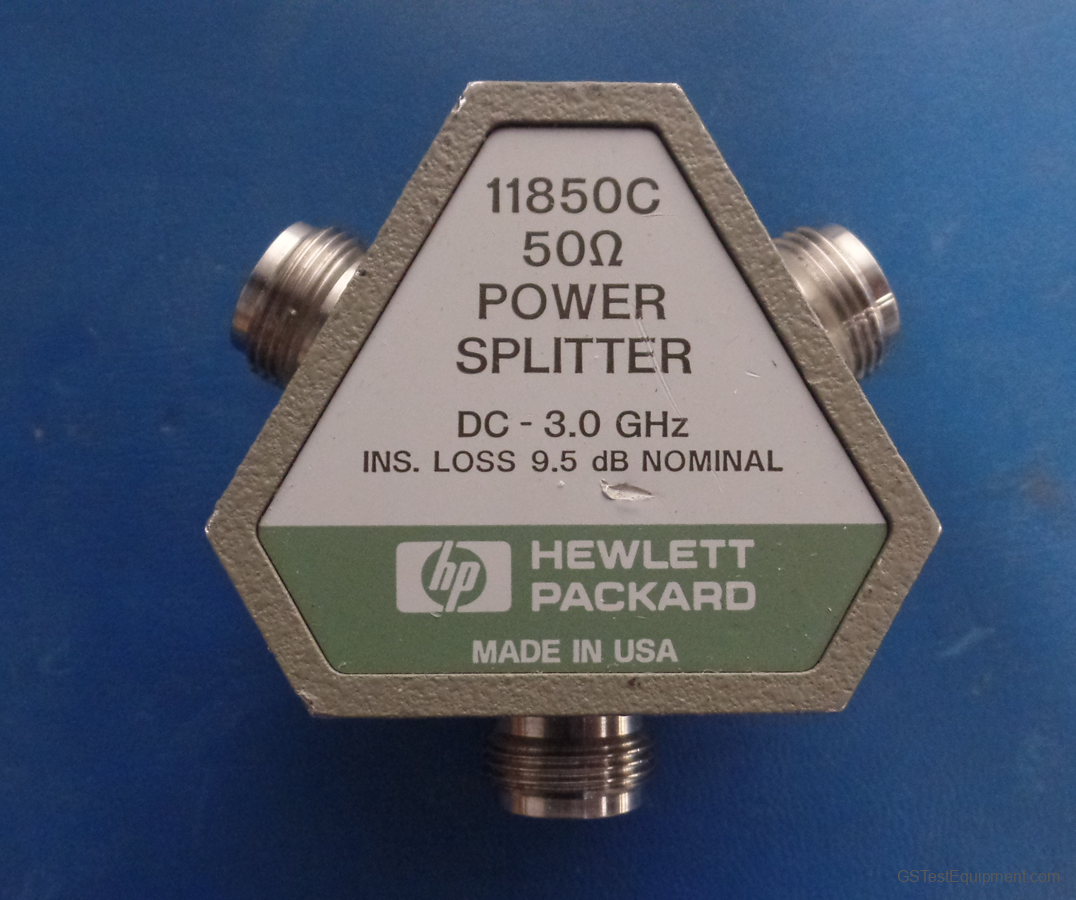 11850C
50Ω
POWER
SPLITTER
DC - 3.0 GHz
INS. LOSS 9.5 dB NOMINAL
hp HEWLETT
PACKARD
MADE IN USA
GSTestEquipment.com